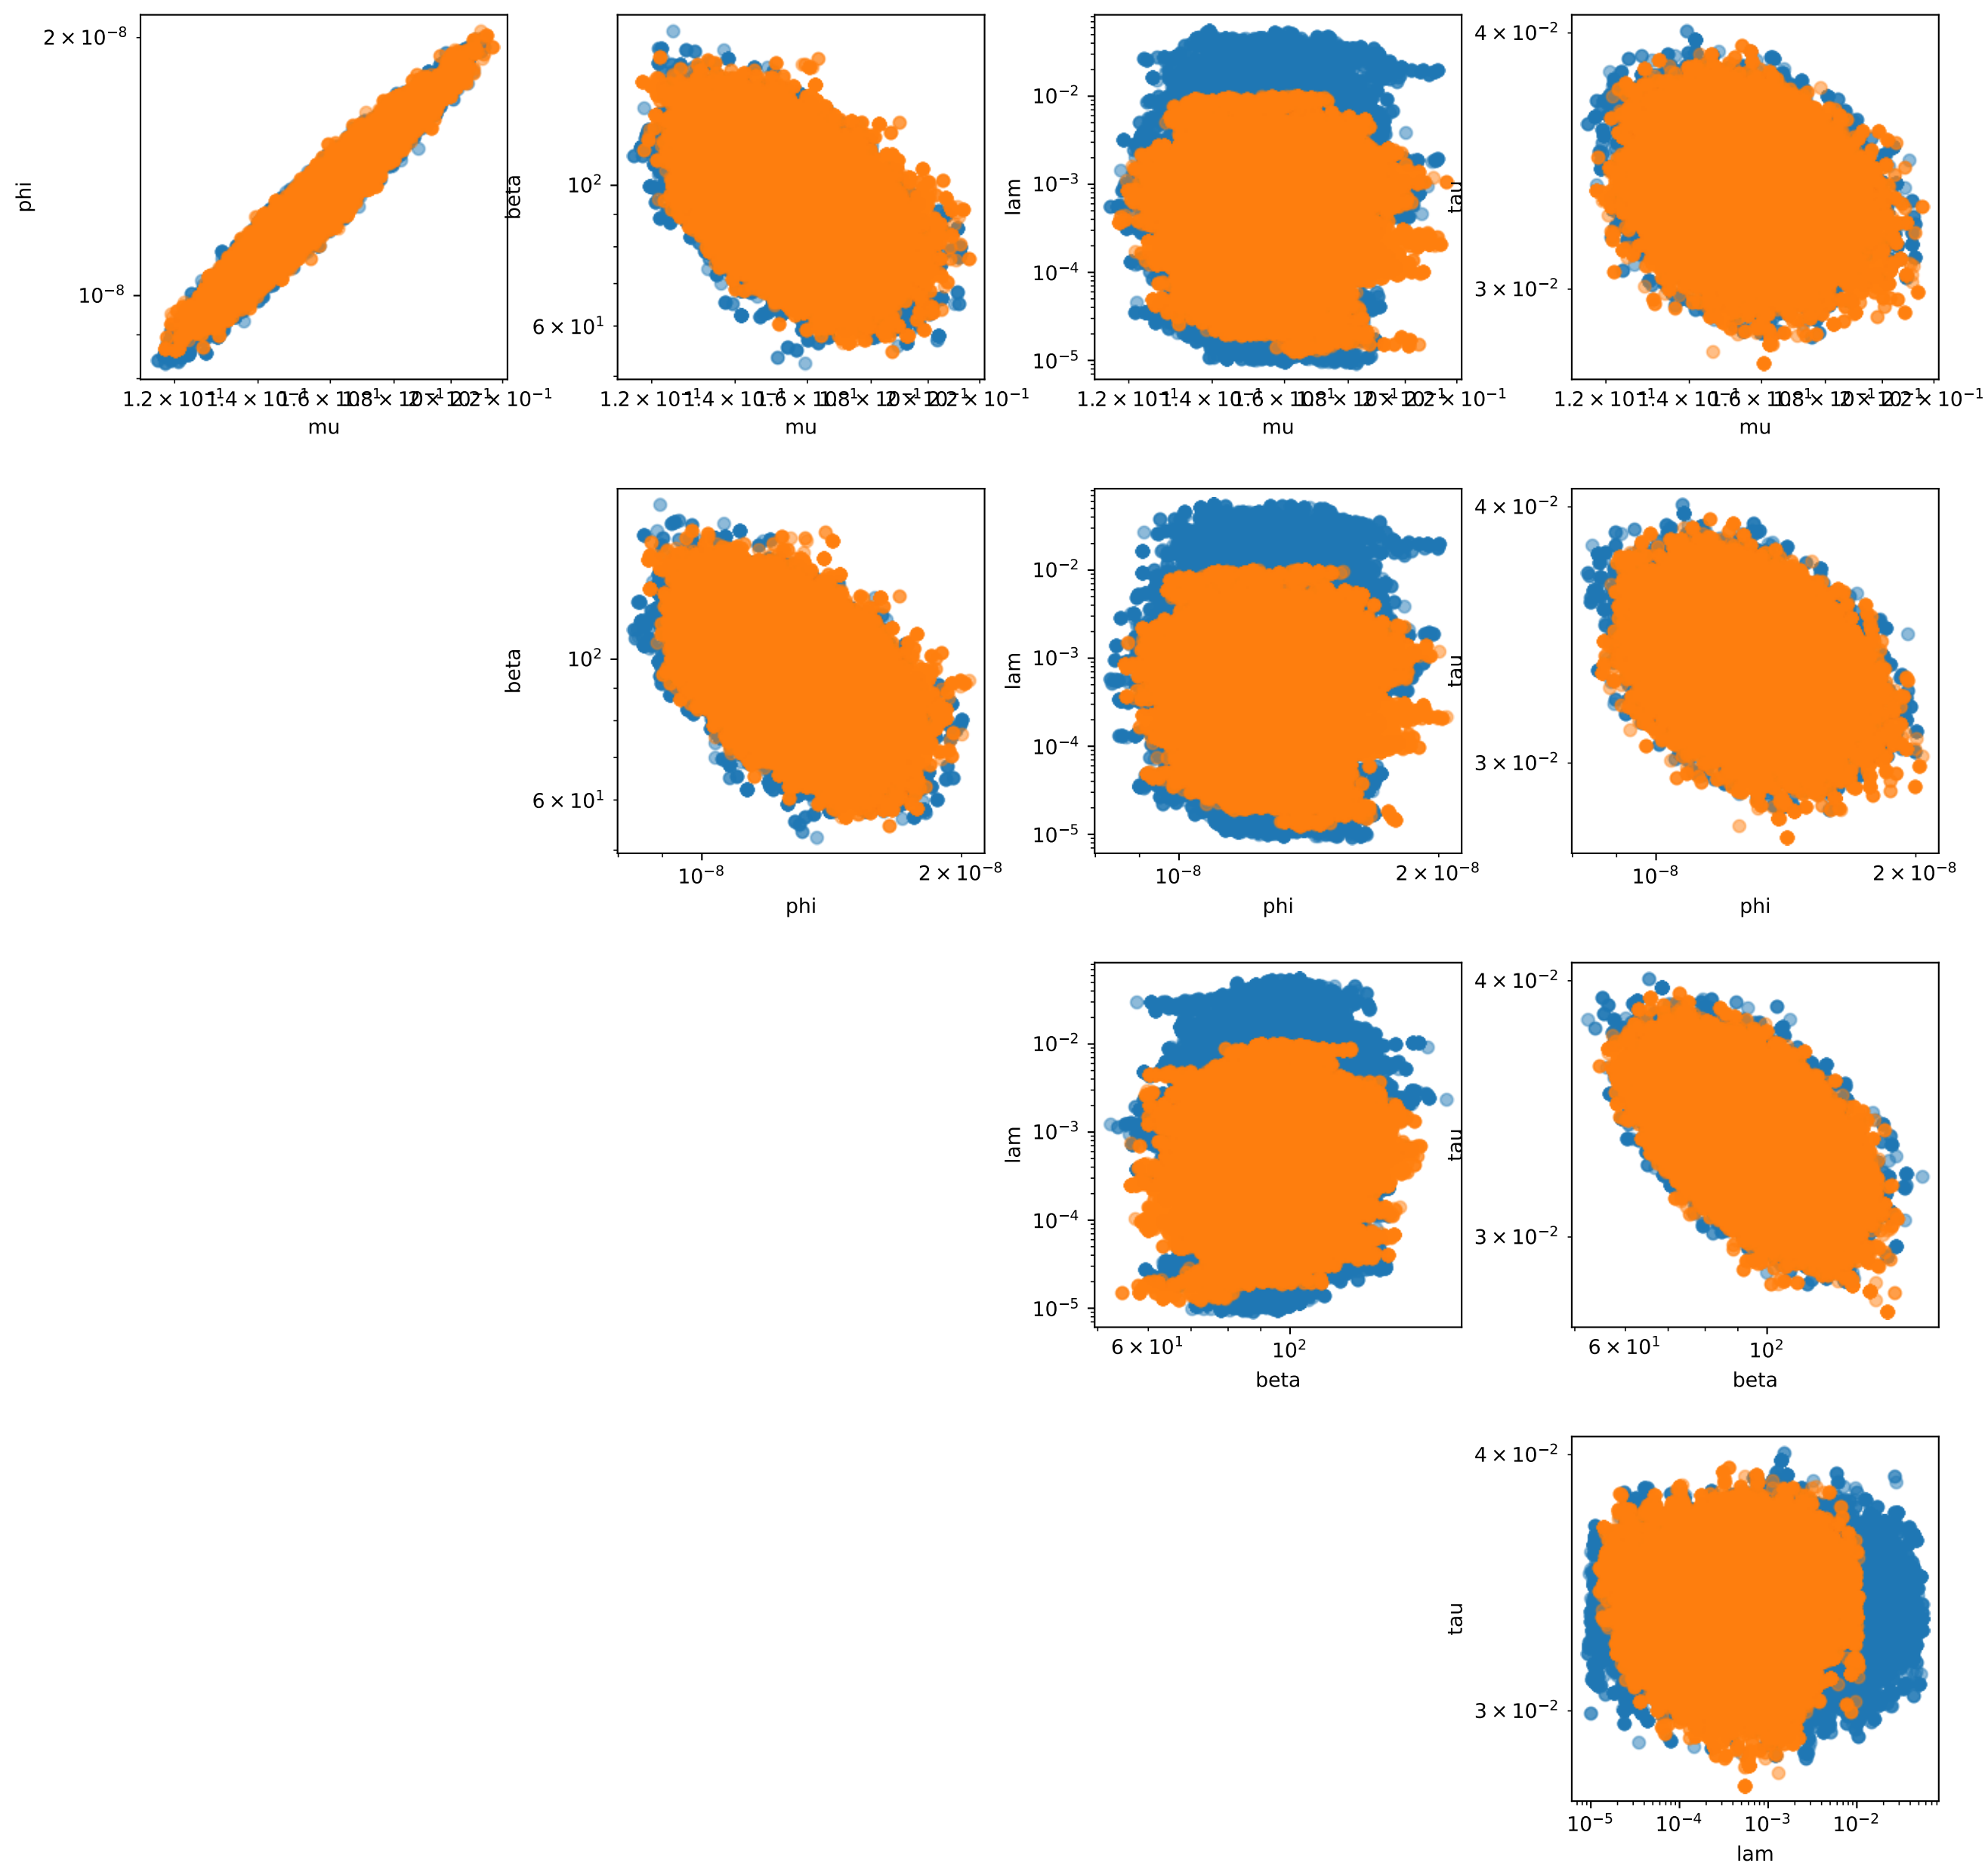 2 × 10⁻⁸
10⁻⁸
phi
mu
10²
6 × 10¹
beta
mu
10⁻²
10⁻³
10⁻⁴
10⁻⁵
lam
mu
4 × 10⁻²
3 × 10⁻²
tau
mu
10²
6 × 10¹
beta
10⁻⁸ 2 × 10⁻⁸
phi
10⁻²
10⁻³
10⁻⁴
10⁻⁵
lam
10⁻⁸ 2 × 10⁻⁸
phi
4 × 10⁻²
3 × 10⁻²
tau
10⁻⁸ 2 × 10⁻⁸
phi
10⁻²
10⁻³
10⁻⁴
10⁻⁵
lam
6 × 10¹ 10²
beta
4 × 10⁻²
3 × 10⁻²
tau
6 × 10¹ 10²
beta
4 × 10⁻²
3 × 10⁻²
tau
10⁻⁵ 10⁻⁴ 10⁻³ 10⁻²
lam